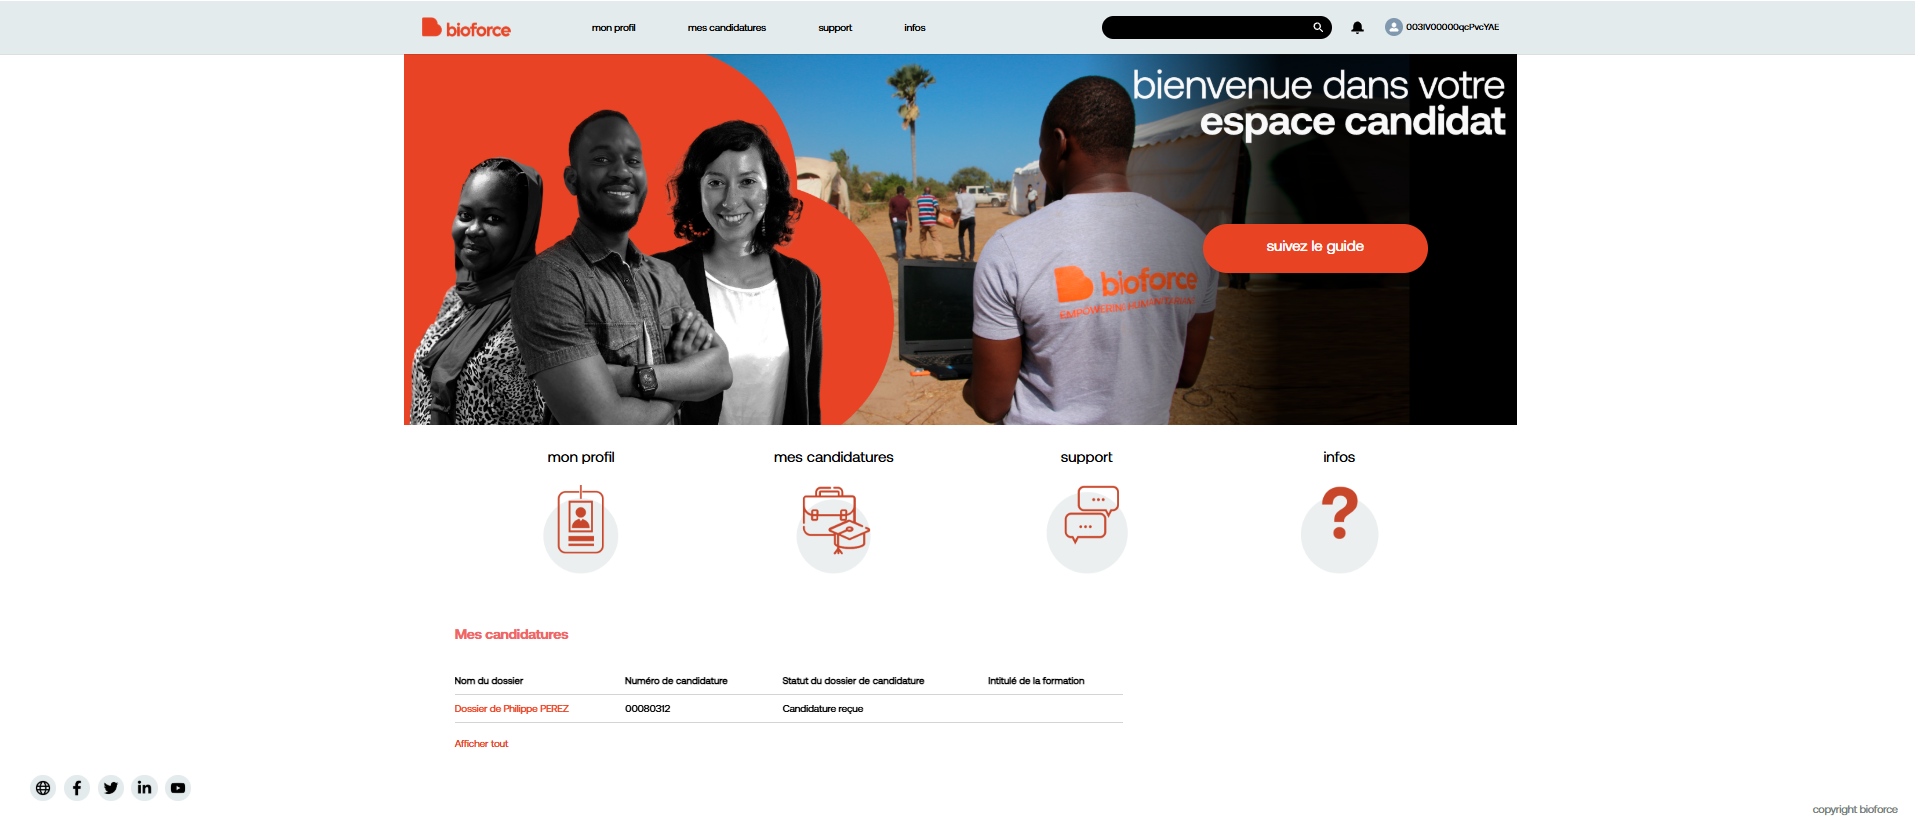 bioforce
mon profil
mes candidatures
support
infos
003IV00000qcPvcYAE
bienvenue dans votre
espace candidat
suivez le guide
bioforce
EMPOWERING HUMANITARIANS
mon profil
mes candidatures
support
infos
?
Mes candidatures
Nom du dossier Numéro de candidature Statut du dossier de candidature Intitulé de la formation
Dossier de Philippe PEREZ 00080312 Candidature reçue
Afficher tout
copyright bioforce